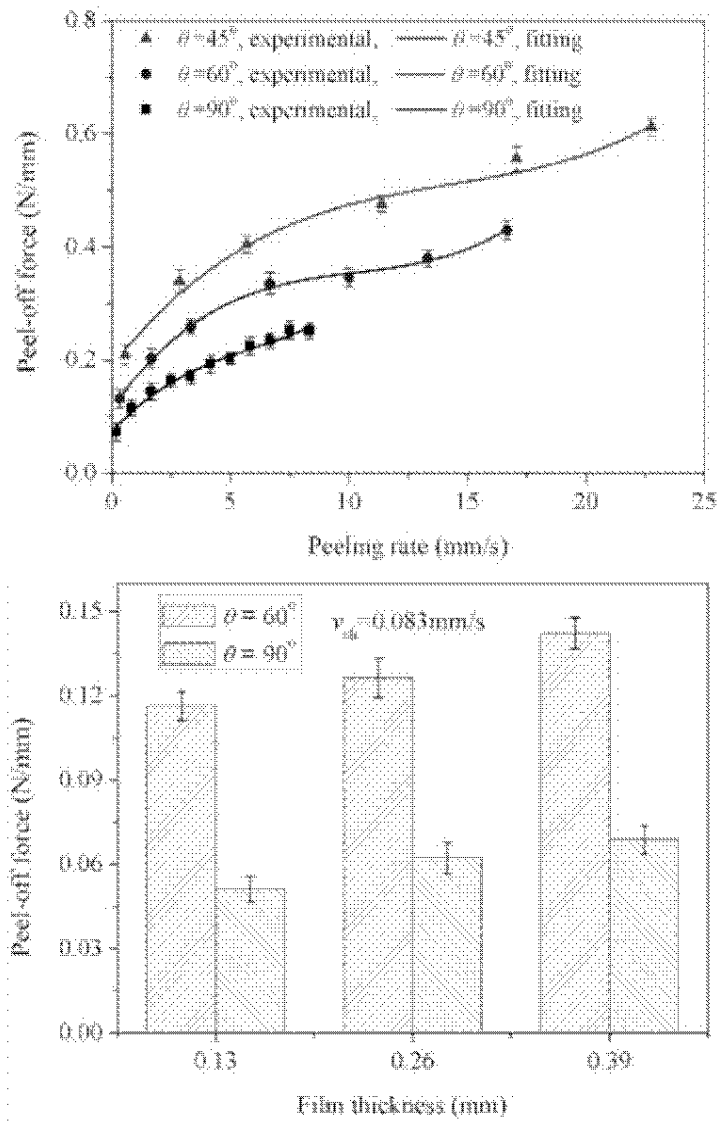 0.8
θ=45°, experimental, θ=45°, fitting
θ=60°, experimental, θ=60°, fitting
θ=90°, experimental, θ=90°, fitting
0.6
0.4
0.2
0.0
Peel-off force (N/mm)
0 5 10 15 20 25
Peeling rate (mm/s)
0.15
θ = 60°
θ = 90°
=0.083mm/s
0.12
0.09
0.06
0.03
0.00
Peel-off force (N/mm)
0.13 0.26 0.39
Film thickness (mm)